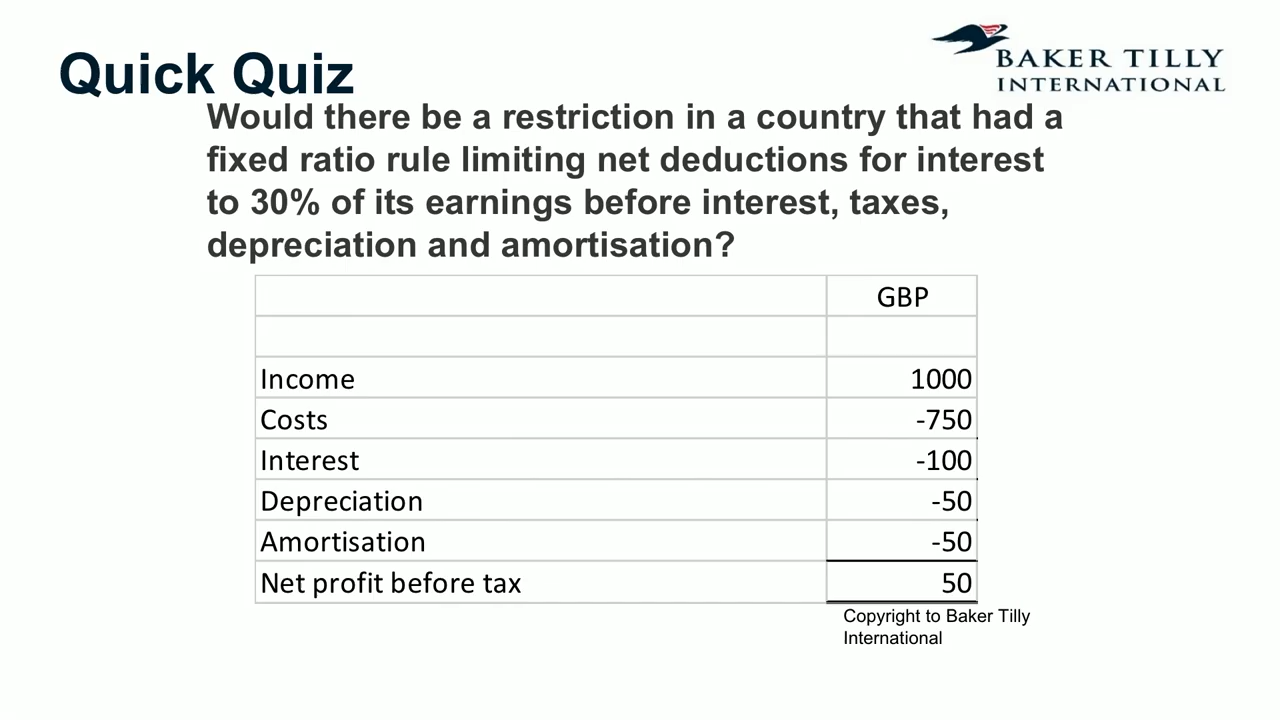 Quick Quiz
BAKER TILLY
INTERNATIONAL
Would there be a restriction in a country that had a
fixed ratio rule limiting net deductions for interest
to 30% of its earnings before interest, taxes,
depreciation and amortisation?
GBP
Income 1000
Costs -750
Interest -100
Depreciation -50
Amortisation -50
Net profit before tax 50
Copyright to Baker Tilly
International